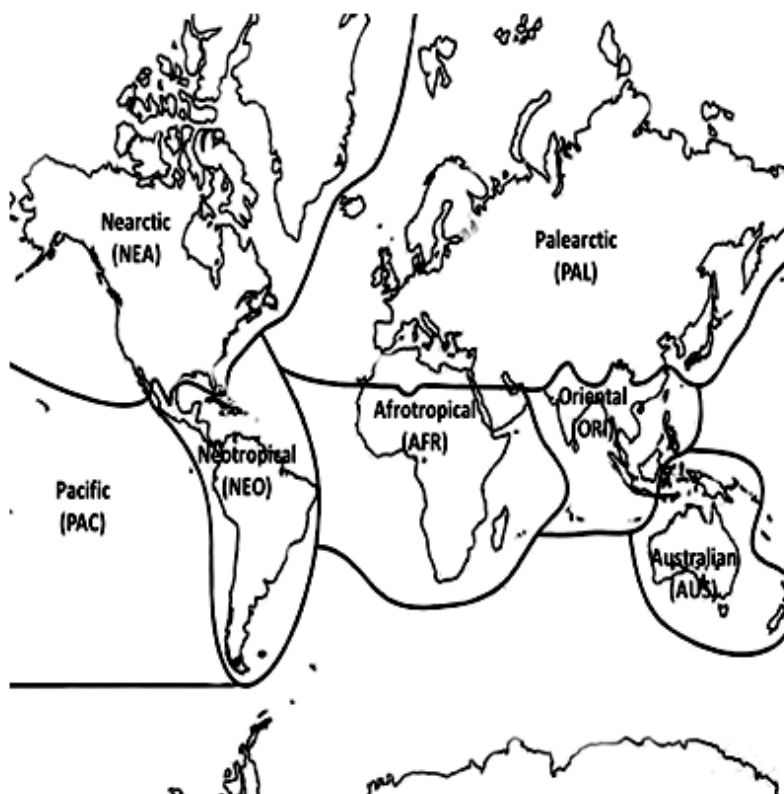 Nearctic
(NEA)
Palearctic
(PAL)
Oriental
(ORI)
Afrotropical
(AFR)
Neotropical
(NEO)
Pacific
(PAC)
Australian
(AUS)